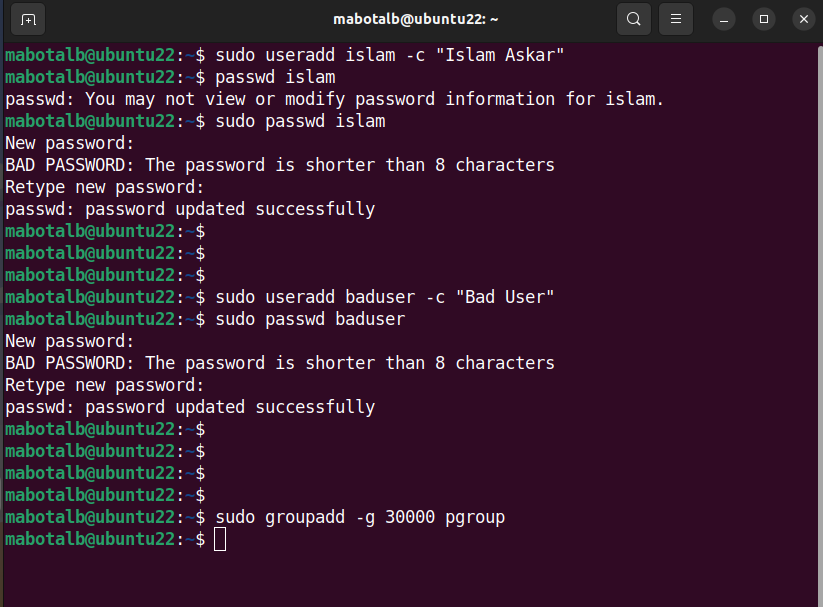 mabotalb@ubuntu22: ~
mabotalb@ubuntu22:~$ sudo useradd islam -c "Islam Askar"
mabotalb@ubuntu22:~$ passwd islam
passwd: You may not view or modify password information for islam.
mabotalb@ubuntu22:~$ sudo passwd islam
New password:
BAD PASSWORD: The password is shorter than 8 characters
Retype new password:
passwd: password updated successfully
mabotalb@ubuntu22:~$
mabotalb@ubuntu22:~$
mabotalb@ubuntu22:~$
mabotalb@ubuntu22:~$ sudo useradd baduser -c "Bad User"
mabotalb@ubuntu22:~$ sudo passwd baduser
New password:
BAD PASSWORD: The password is shorter than 8 characters
Retype new password:
passwd: password updated successfully
mabotalb@ubuntu22:~$
mabotalb@ubuntu22:~$
mabotalb@ubuntu22:~$
mabotalb@ubuntu22:~$
mabotalb@ubuntu22:~$ sudo groupadd -g 30000 pgroup
mabotalb@ubuntu22:~$